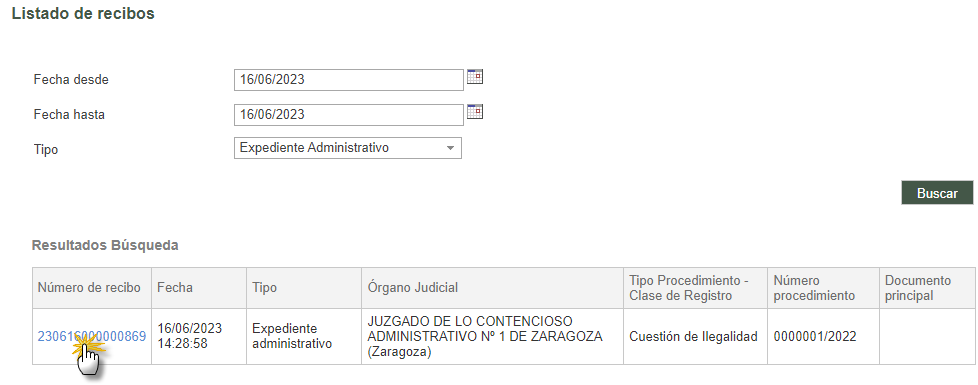 Listado de recibos
Fecha desde 16/06/2023
Fecha hasta 16/06/2023
Tipo Expediente Administrativo
Buscar
Resultados Búsqueda
Número de recibo Fecha Tipo Órgano Judicial Tipo Procedimiento - Número Documento
Clase de Registro procedimiento principal
230616000000869 16/06/2023 Expediente JUZGADO DE LO CONTENCIOSO Cuestión de Ilegalidad 0000001/2022
14:28:58 administrativo ADMINISTRATIVO Nº 1 DE ZARAGOZA
(Zaragoza)